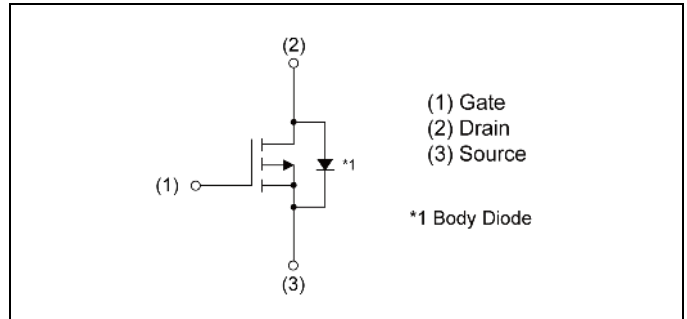 (2)
(1) Gate
(2) Drain
(3) Source
*1
(1)
*1 Body Diode
(3)